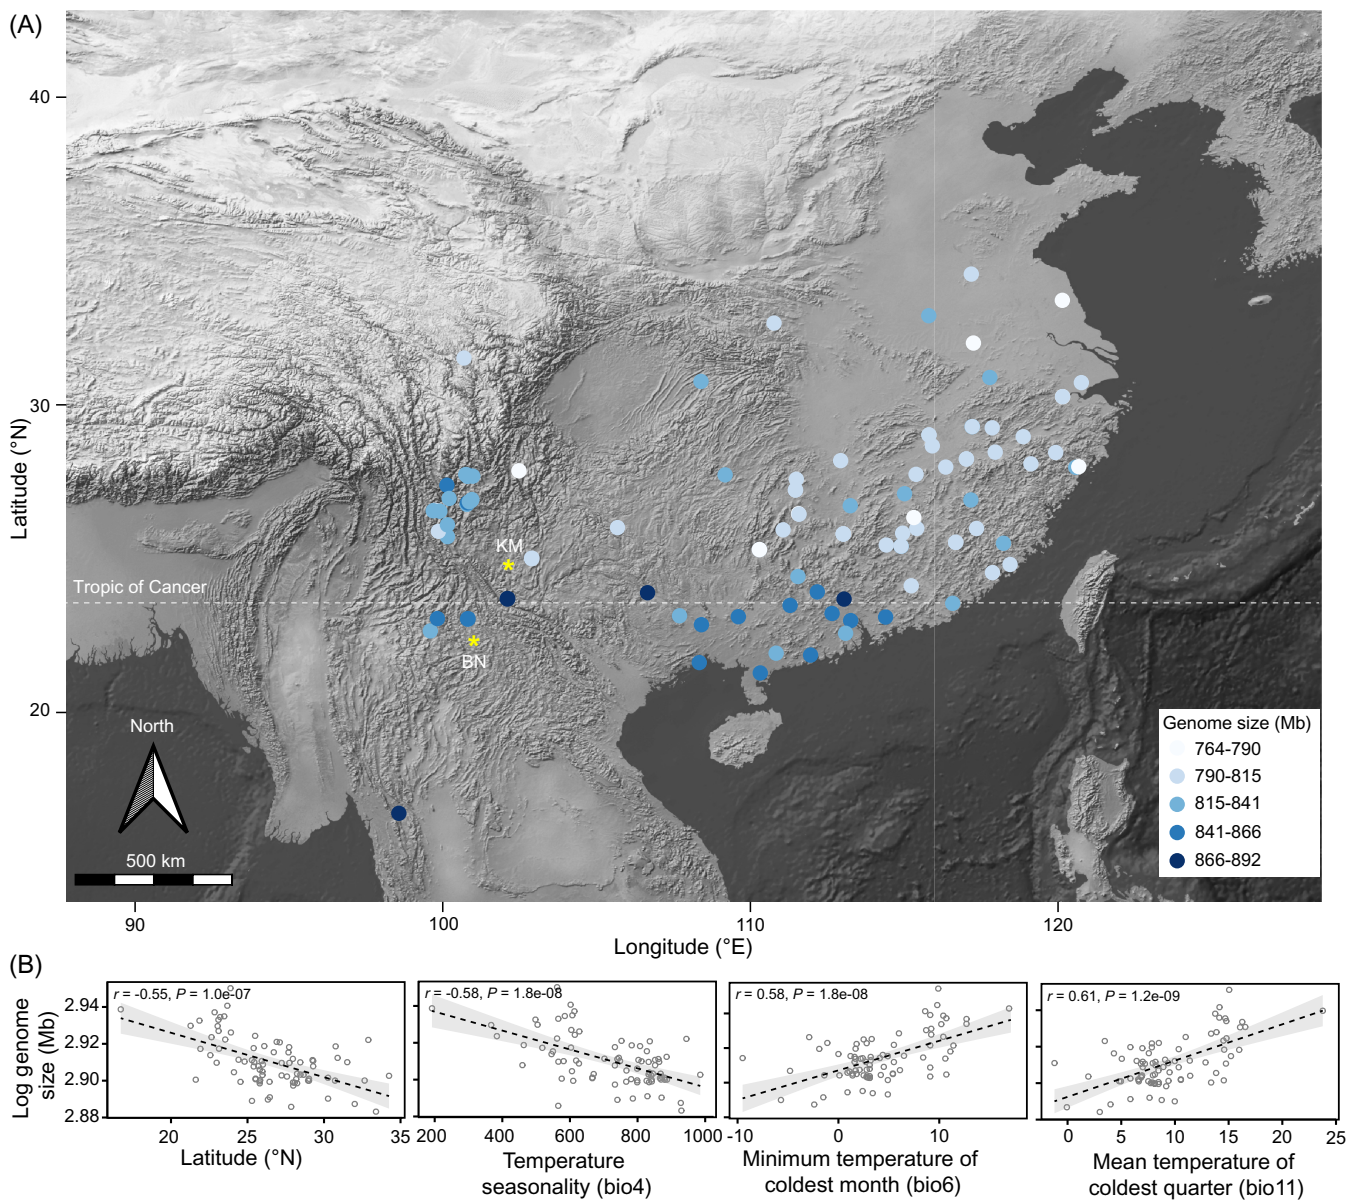 (A)
40
30
20
Latitude (°N)
KM
*
Tropic of Cancer
*
BN
North
500 km
Genome size (Mb)
764-790
790-815
815-841
841-866
866-892
90
100
110
120
Longitude (°E)
(B)
r = -0.55, P = 1.0e-07
r = -0.58, P = 1.8e-08
r = 0.58, P = 1.8e-08
r = 0.61, P = 1.2e-09
Log genome
size (Mb)
2.94
2.92
2.90
2.88
20 25 30 35
Latitude (°N)
200 400 600 800 1000
Temperature
seasonality (bio4)
-10 0 10
Minimum temperature of
coldest month (bio6)
0 5 10 15 20 25
Mean temperature of
coldest quarter (bio11)